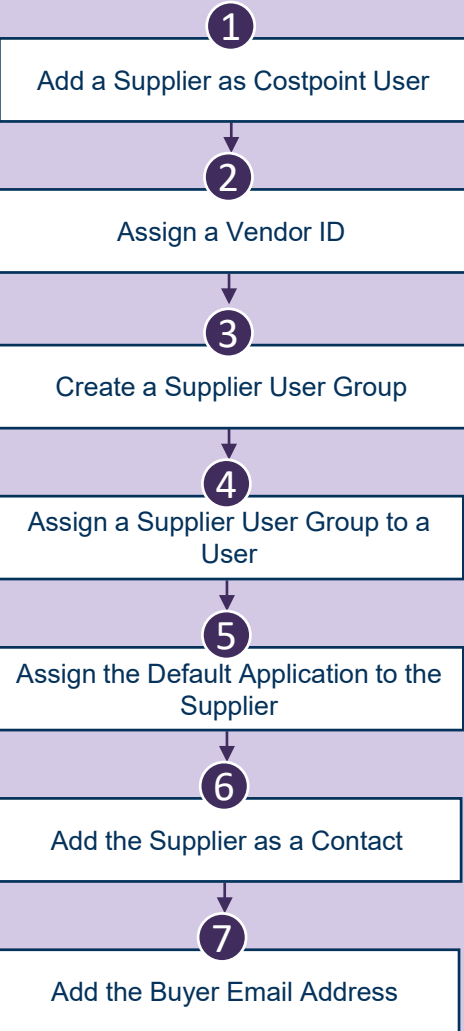 1
Add a Supplier as Costpoint User
2
Assign a Vendor ID
3
Create a Supplier User Group
4
Assign a Supplier User Group to a
User
5
Assign the Default Application to the
Supplier
6
Add the Supplier as a Contact
7
Add the Buyer Email Address